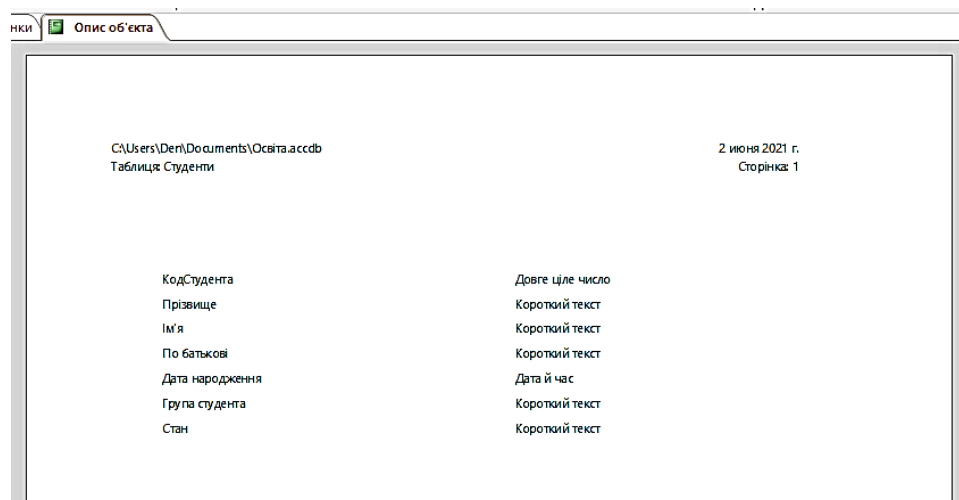 нки Опис об'єкта
C:\Users\Den\Documents\Освіта.accdb 2 июня 2021 г.
Таблиця: Студенти Сторінка: 1
КодСтудента Довге ціле число
Прізвище Короткий текст
Ім'я Короткий текст
По батькові Короткий текст
Дата народження Дата й час
Група студента Короткий текст
Стан Короткий текст